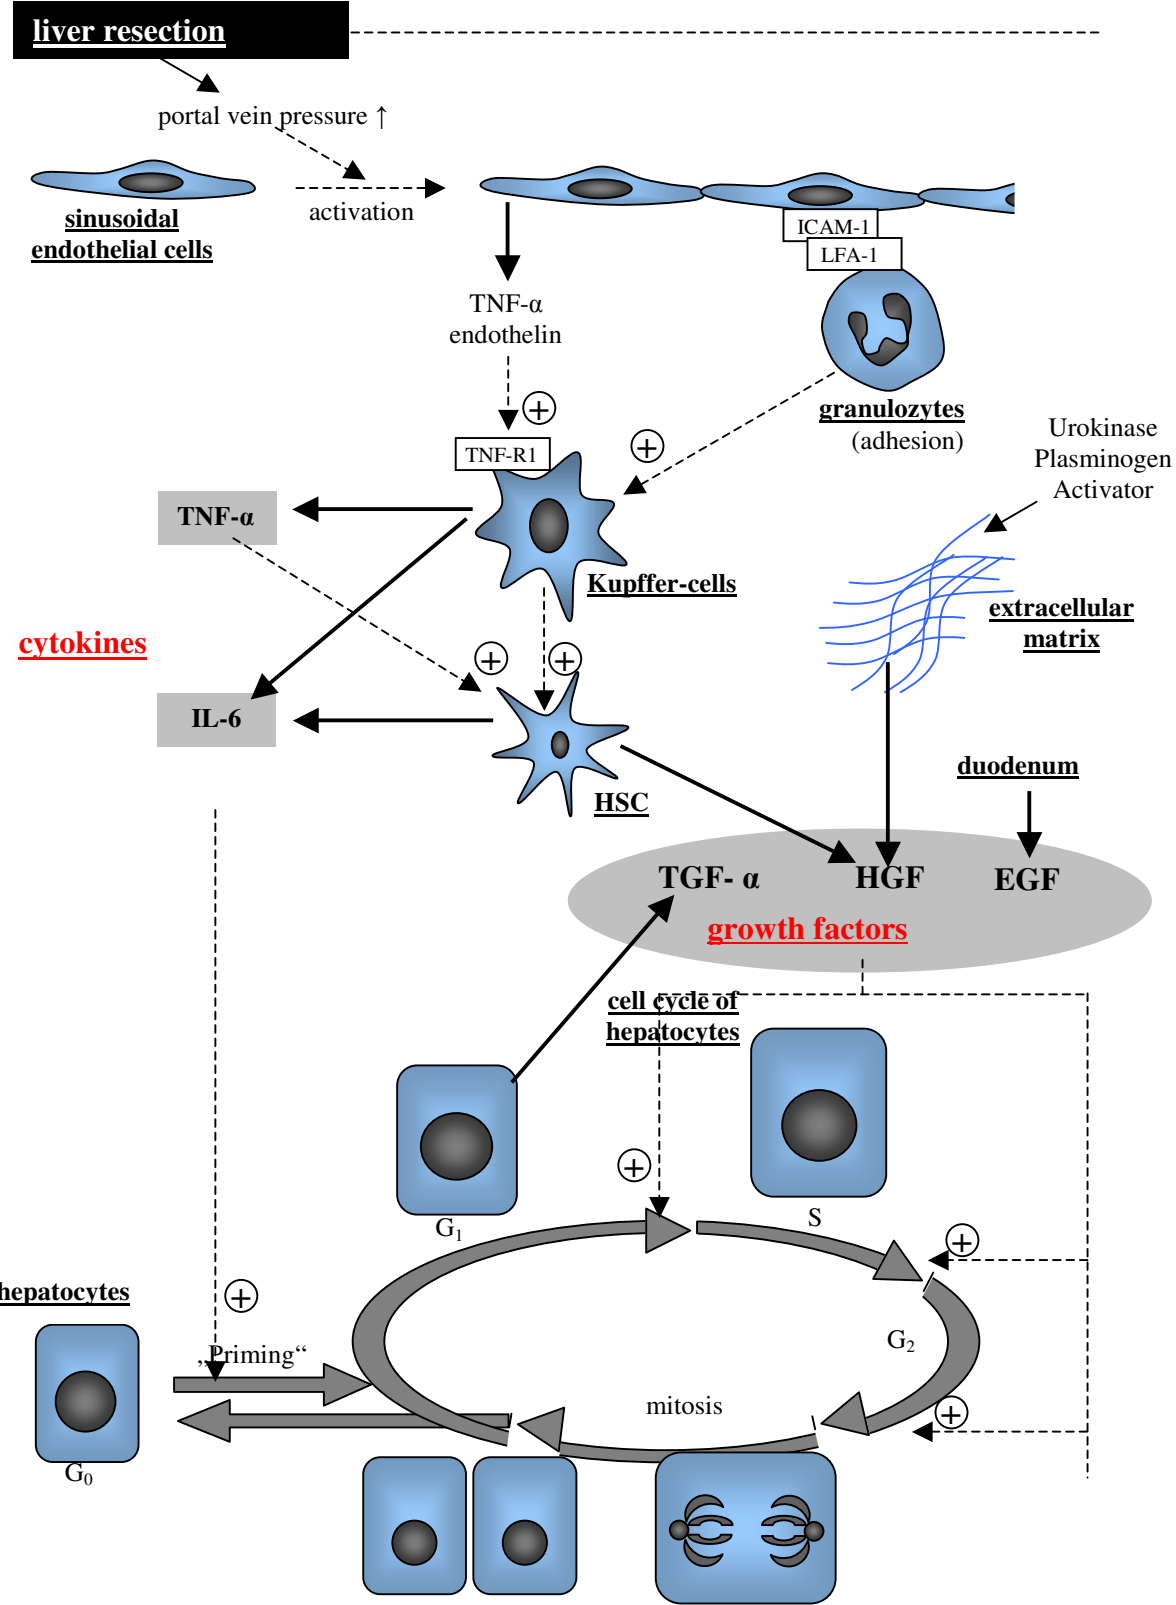 liver resection
portal vein pressure ↑
activation
sinusoidal
endothelial cells
ICAM-1
LFA-1
TNF-α
endothelin
+
granulozytes
(adhesion)
+
Urokinase
Plasminogen
Activator
TNF-R1
TNF-α
Kupffer-cells
extracellular
matrix
cytokines
+
+
IL-6
HSC
duodenum
TGF- α
HGF
EGF
growth factors
cell cycle of
hepatocytes
+
G1
S
+
hepatocytes
+
G2
„Priming“
mitosis
+
G0